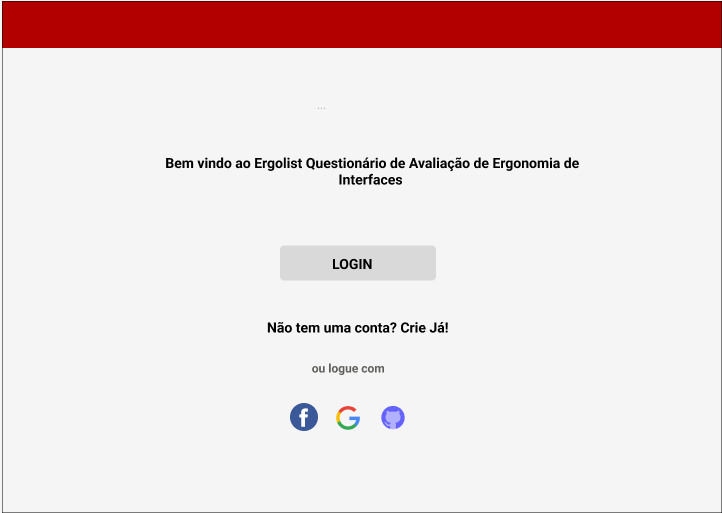 ...
Bem vindo ao Ergolist Questionário de Avaliação de Ergonomia de
Interfaces
LOGIN
Não tem uma conta? Crie Já!
ou logue com